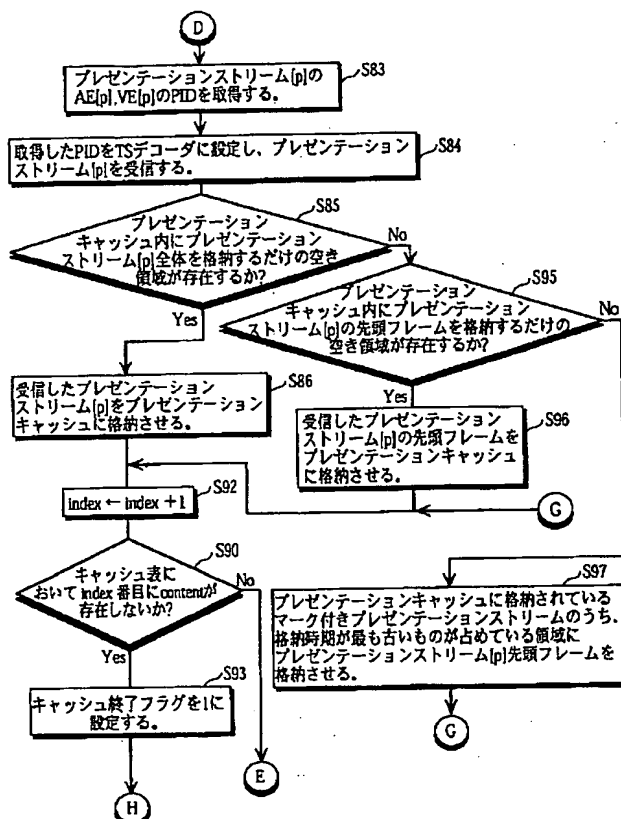 D
S83
プレゼンテーションストリーム[p]の
AE[p],VE[p]のPIDを取得する。
S84
取得したPIDをTSデコーダに設定し、プレゼンテーション
ストリーム[p]を受信する。
S85
プレゼンテーション
キャッシュ内にプレゼンテーション
ストリーム[p]全体を格納するだけの空き
領域が存在するか?
No
Yes
S95
プレゼンテーション
キャッシュ内にプレゼンテーション
ストリーム[p]の先頭フレームを格納するだけの
空き領域が存在するか?
No
Yes
S86
受信したプレゼンテーション
ストリーム[p]をプレゼンテーション
キャッシュに格納させる。
S96
受信したプレゼンテーション
ストリーム[p]の先頭フレームを
プレゼンテーションキャッシュ
に格納させる。
G
S92
index ← index +1
S90
キャッシュ表に
おいて index 番目にcontentが
存在しないか?
No
Yes
S97
プレゼンテーションキャッシュに格納されている
マーク付きプレゼンテーションストリームのうち、
格納時期が最も古いものが占めている領域に
プレゼンテーションストリーム[p]先頭フレームを
格納させる。
G
S93
キャッシュ終了フラグを1に
設定する。
E
H